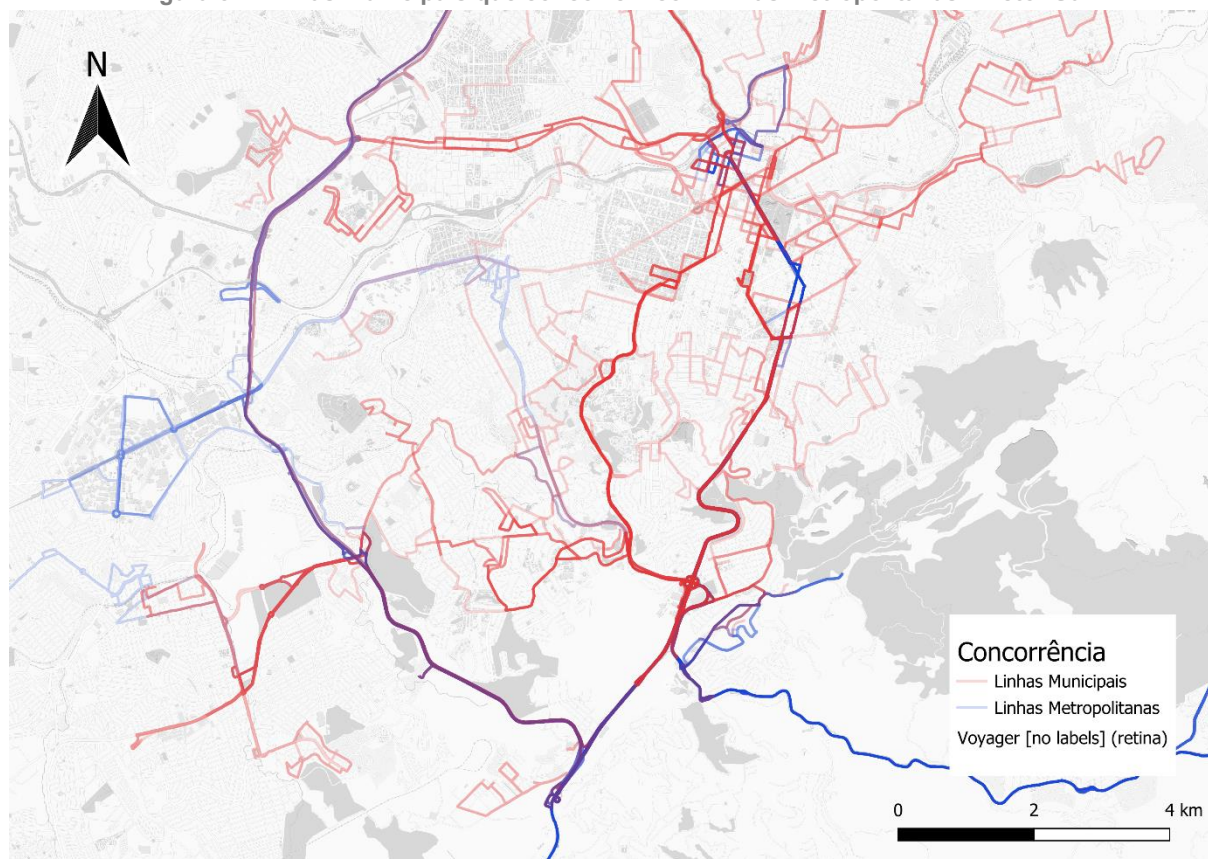 N
Concorrência
Linhas Municipais
Linhas Metropolitanas
Voyager [no labels] (retina)
0 2 4 km